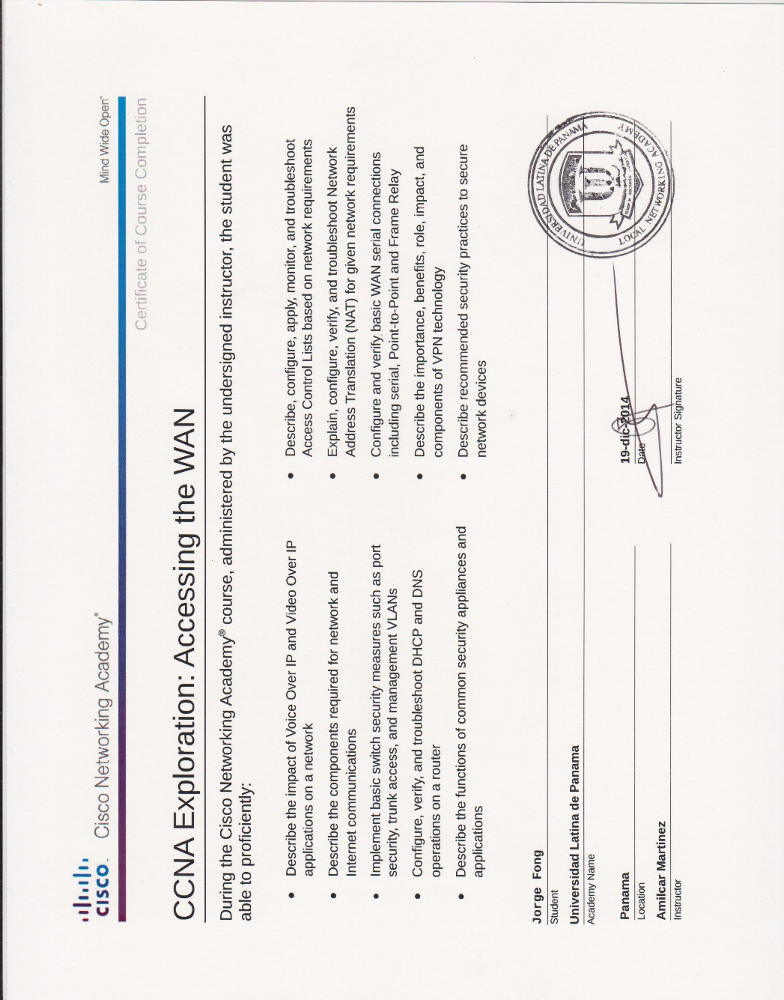 CISCO™ Cisco Networking Academy®
Mind Wide Open™
Certificate of Course Completion
CCNA Exploration: Accessing the WAN
During the Cisco Networking Academy® course, administered by the undersigned instructor, the student was
able to proficiently:
• Describe the impact of Voice Over IP and Video Over IP
applications on a network
• Describe the components required for network and
Internet communications
• Implement basic switch security measures such as port
security, trunk access, and management VLANs
• Configure, verify, and troubleshoot DHCP and DNS
operations on a router
• Describe the functions of common security appliances and
applications
• Describe, configure, apply, monitor, and troubleshoot
Access Control Lists based on network requirements
• Explain, configure, verify, and troubleshoot Network
Address Translation (NAT) for given network requirements
• Configure and verify basic WAN serial connections
including serial, Point-to-Point and Frame Relay
• Describe the importance, benefits, role, impact, and
components of VPN technology
• Describe recommended security practices to secure
network devices
Jorge Fong
Student
Universidad Latina de Panama
Academy Name
Panama
Location
19-dic-2014
Date
Amilcar Martinez
Instructor
Instructor Signature
UNIVERSIDAD LATINA DE PANAMA
LOCAL NETWORKING ACADEMY